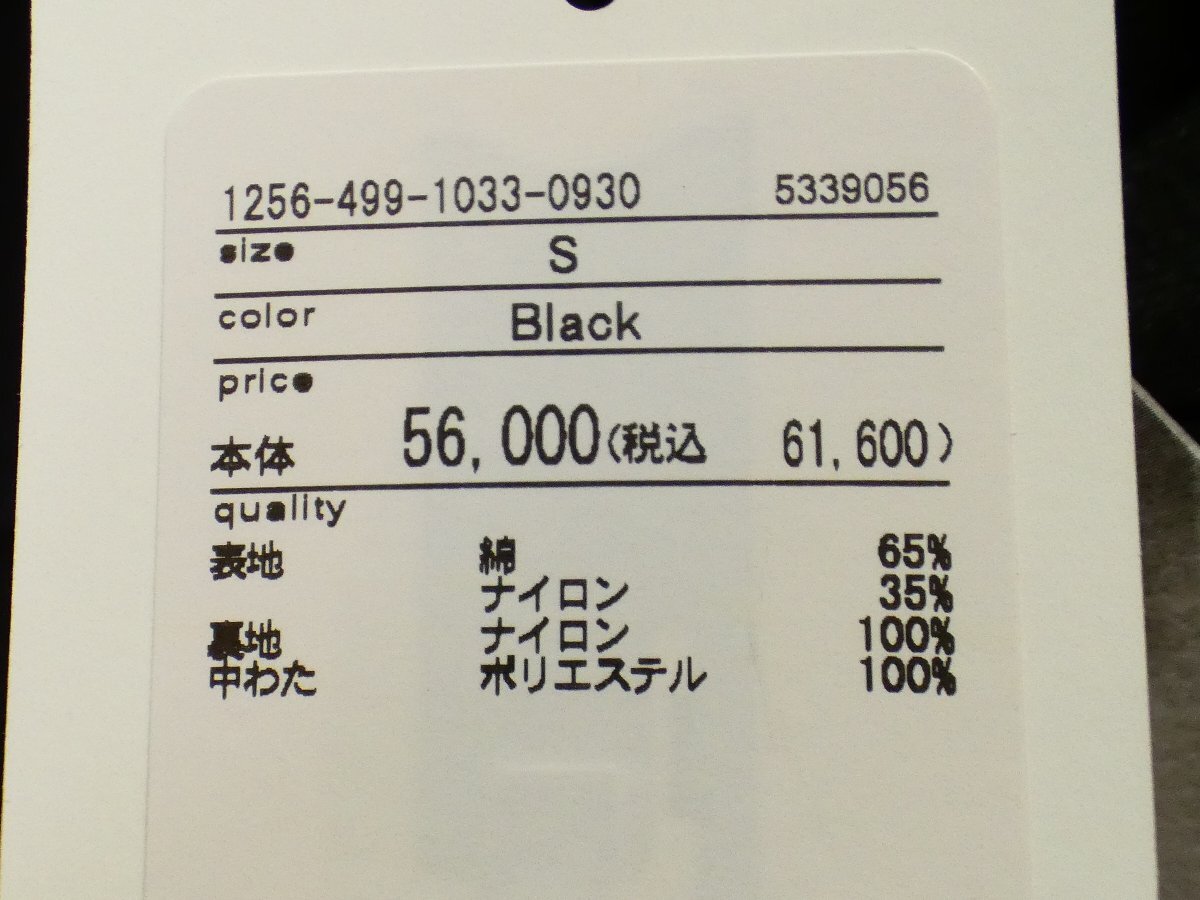 1256-499-1033-0930 5339056
size S
color Black
price
本体 56,000(税込 61,600)
quality
表地 綿 65%
ナイロン 35%
裏地 ナイロン 100%
中わた ポリエステル 100%